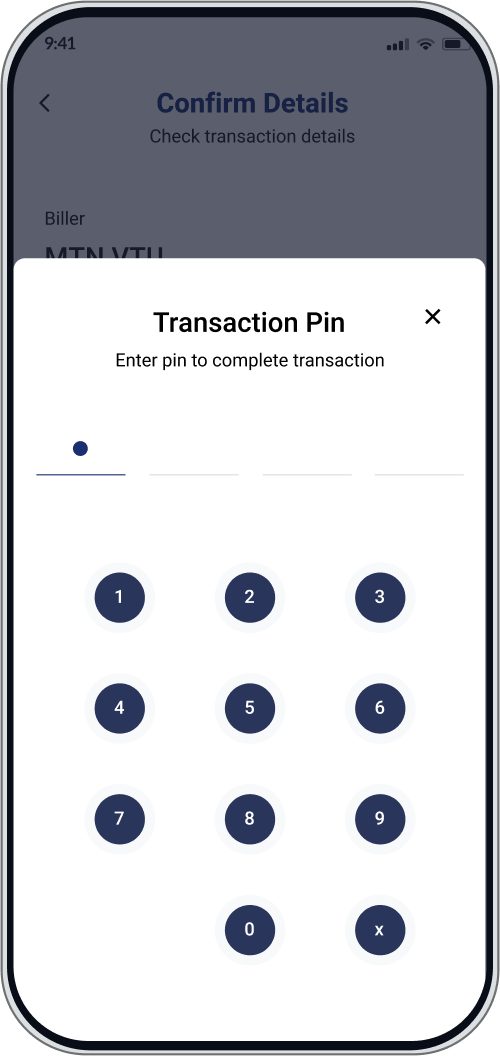 9:41
Confirm Details
Check transaction details
Biller
MTN VTU
Transaction Pin
Enter pin to complete transaction
1 2 3
4 5 6
7 8 9
0 x